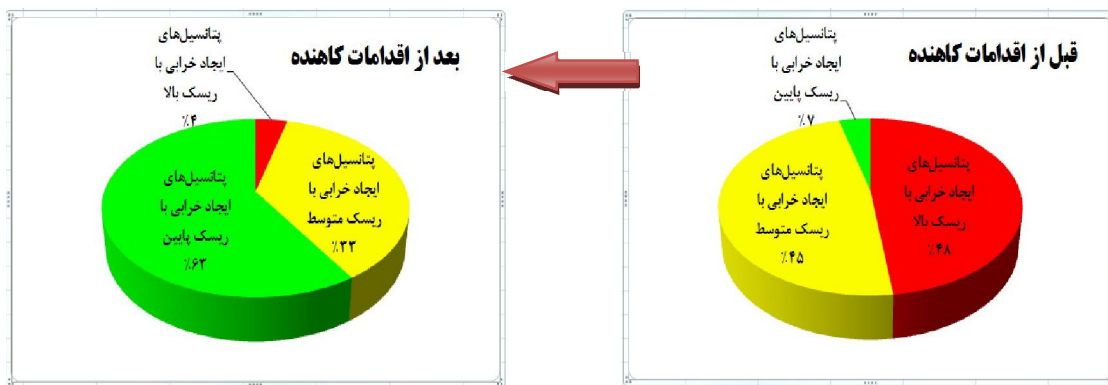 قبل از اقدامات کاهنده
پتانسیل‌های
ایجاد خرابی با
ریسک پایین
٪۷
پتانسیل‌های
ایجاد خرابی با
ریسک متوسط
٪۴۵
پتانسیل‌های
ایجاد خرابی با
ریسک بالا
٪۴۸
بعد از اقدامات کاهنده
پتانسیل‌های
ایجاد خرابی با
ریسک بالا
٪۴
پتانسیل‌های
ایجاد خرابی با
ریسک متوسط
٪۳۳
پتانسیل‌های
ایجاد خرابی با
ریسک پایین
٪۶۳